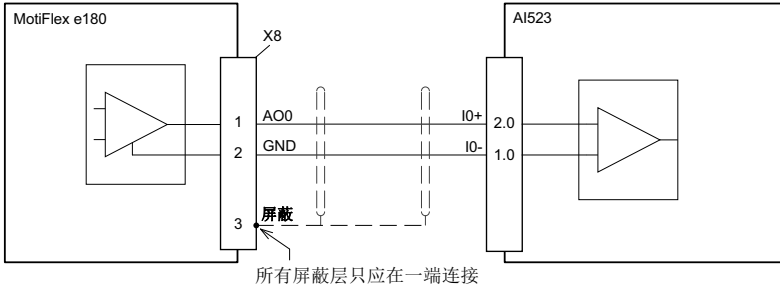 MotiFlex e180
AI523
X8
1
AO0
I0+
2.0
2
GND
I0-
1.0
3
屏蔽
所有屏蔽层只应在一端连接